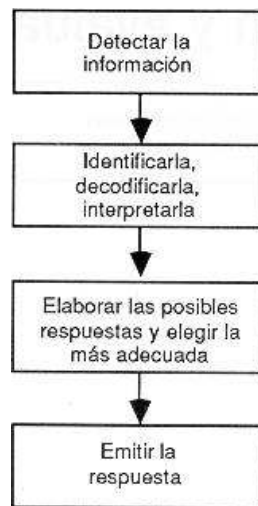 Detectar la
información
Identificarla,
decodificarla,
interpretarla
Elaborar las posibles
respuestas y elegir la
más adecuada
Emitir la
respuesta